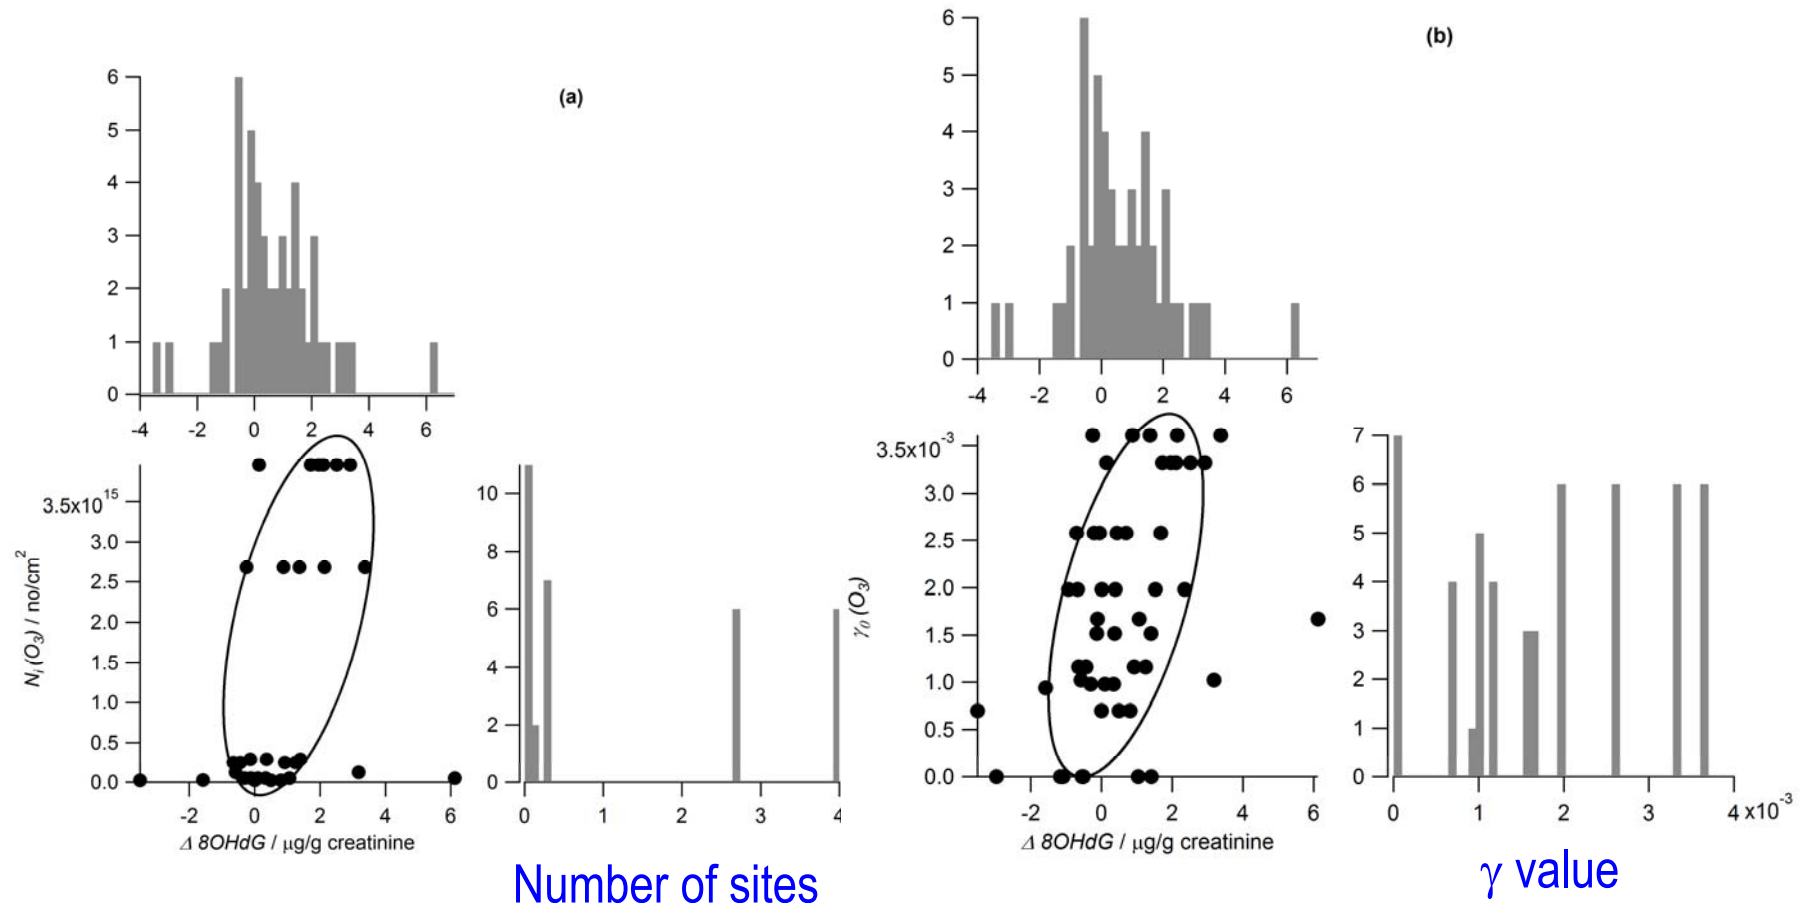 (a)
6
5
4
3
2
1
0
-4 -2 0 2 4 6
3.5x10^15
3.0
2.5
2.0
1.5
1.0
0.5
0.0
N_i (O_3) / no/cm^2
-2 0 2 4 6
Δ 8OHdG / μg/g creatinine
10
8
6
4
2
0
0 1 2 3 4
Number of sites
(b)
6
5
4
3
2
1
0
-4 -2 0 2 4 6
3.5x10^-3
3.0
2.5
2.0
1.5
1.0
0.5
0.0
γ_0 (O_3)
-2 0 2 4 6
Δ 8OHdG / μg/g creatinine
7
6
5
4
3
2
1
0
0 1 2 3 4 x10^-3
γ value